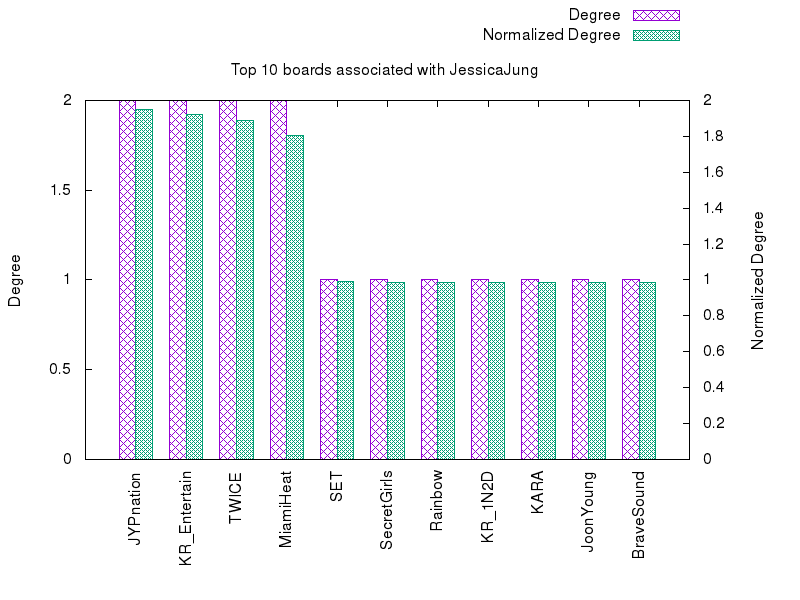 Degree
Normalized Degree
Top 10 boards associated with JessicaJung
2
1.5
1
0.5
0
Degree
2
1.8
1.6
1.4
1.2
1
0.8
0.6
0.4
0.2
0
Normalized Degree
JYPnation
KR_Entertain
TWICE
MiamiHeat
SET
SecretGirls
Rainbow
KR_1N2D
KARA
JoonYoung
BraveSound